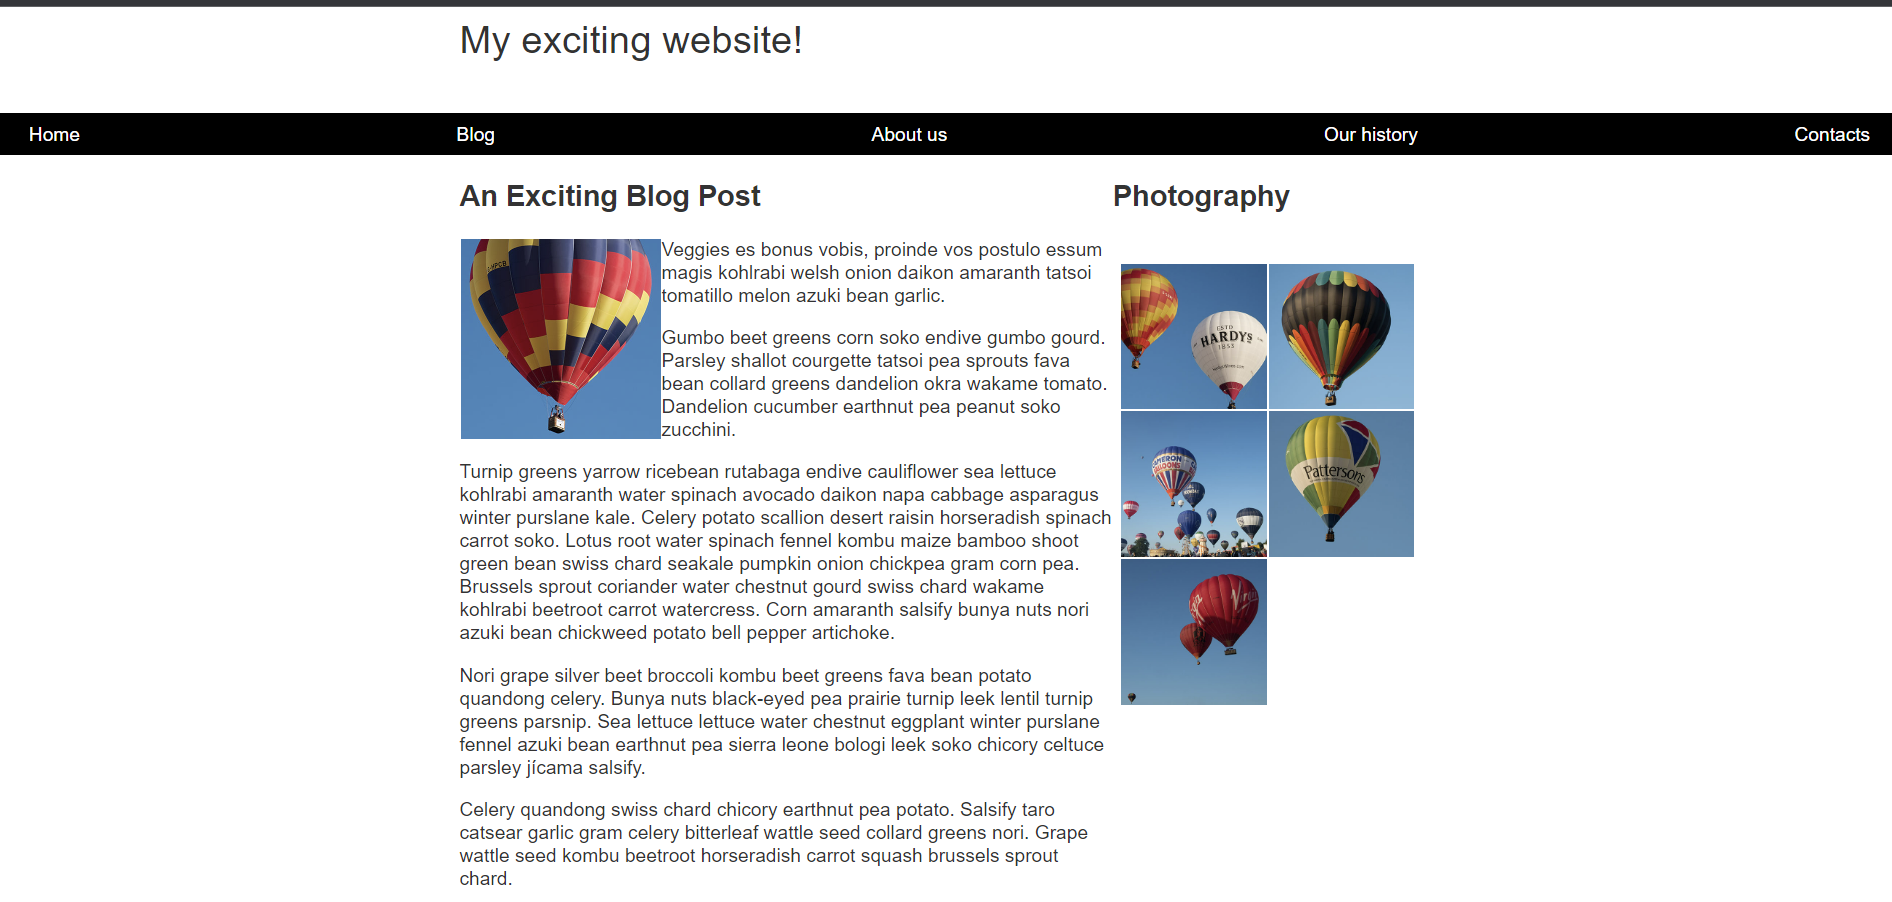 My exciting website!
Home Blog About us Our history Contacts
An Exciting Blog Post
Veggies es bonus vobis, proinde vos postulo essum
magis kohlrabi welsh onion daikon amaranth tatsoi
tomatillo melon azuki bean garlic.
Gumbo beet greens corn soko endive gumbo gourd.
Parsley shallot courgette tatsoi pea sprouts fava
bean collard greens dandelion okra wakame tomato.
Dandelion cucumber earthnut pea peanut soko
zucchini.
Turnip greens yarrow ricebean rutabaga endive cauliflower sea lettuce
kohlrabi amaranth water spinach avocado daikon napa cabbage asparagus
winter purslane kale. Celery potato scallion desert raisin horseradish spinach
carrot soko. Lotus root water spinach fennel kombu maize bamboo shoot
green bean swiss chard seakale pumpkin onion chickpea gram corn pea.
Brussels sprout coriander water chestnut gourd swiss chard wakame
kohlrabi beetroot carrot watercress. Corn amaranth salsify bunya nuts nori
azuki bean chickweed potato bell pepper artichoke.
Nori grape silver beet broccoli kombu beet greens fava bean potato
quandong celery. Bunya nuts black-eyed pea prairie turnip leek lentil turnip
greens parsnip. Sea lettuce lettuce water chestnut eggplant winter purslane
fennel azuki bean earthnut pea sierra leone bologi leek soko chicory celtuce
parsley jícama salsify.
Celery quandong swiss chard chicory earthnut pea potato. Salsify taro
catsear garlic gram celery bitterleaf wattle seed collard greens nori. Grape
wattle seed kombu beetroot horseradish carrot squash brussels sprout
chard.
Photography
ESTD
HARDYS
1853
CAMERON
BALLOONS
Pattersons
Virgin